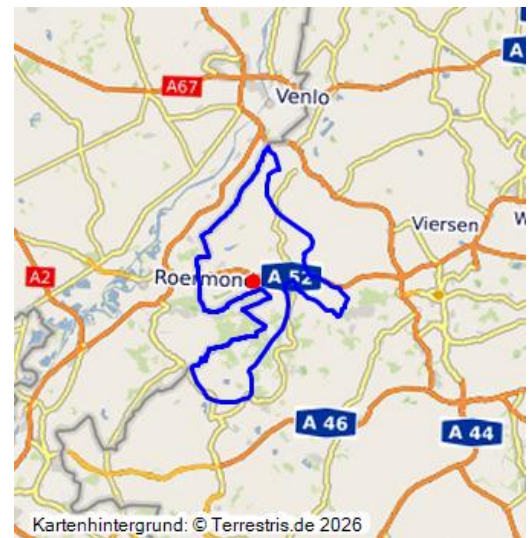 A
A67
Venlo
Viersen
W
A2
Roermon
A 52
A 46
A 44
Kartenhintergrund: © Terrestris.de 2026